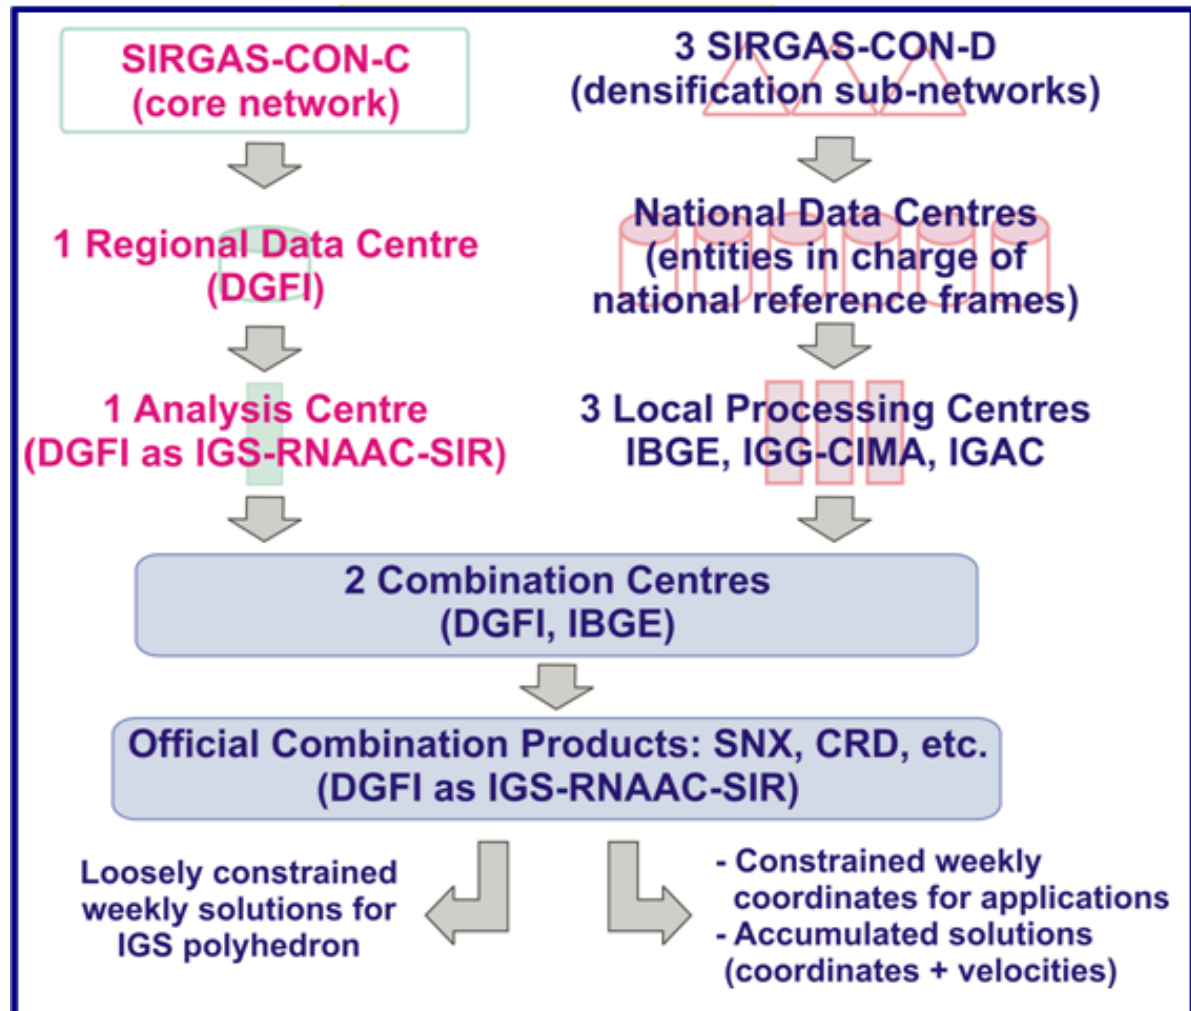 SIRGAS-CON-C
(core network)
3 SIRGAS-CON-D
(densification sub-networks)
1 Regional Data Centre
(DGFI)
National Data Centres
(entities in charge of
national reference frames)
1 Analysis Centre
(DGFI as IGS-RNAAC-SIR)
3 Local Processing Centres
IBGE, IGG-CIMA, IGAC
2 Combination Centres
(DGFI, IBGE)
Official Combination Products: SNX, CRD, etc.
(DGFI as IGS-RNAAC-SIR)
Loosely constrained
weekly solutions for
IGS polyhedron
- Constrained weekly
coordinates for applications
- Accumulated solutions
(coordinates + velocities)